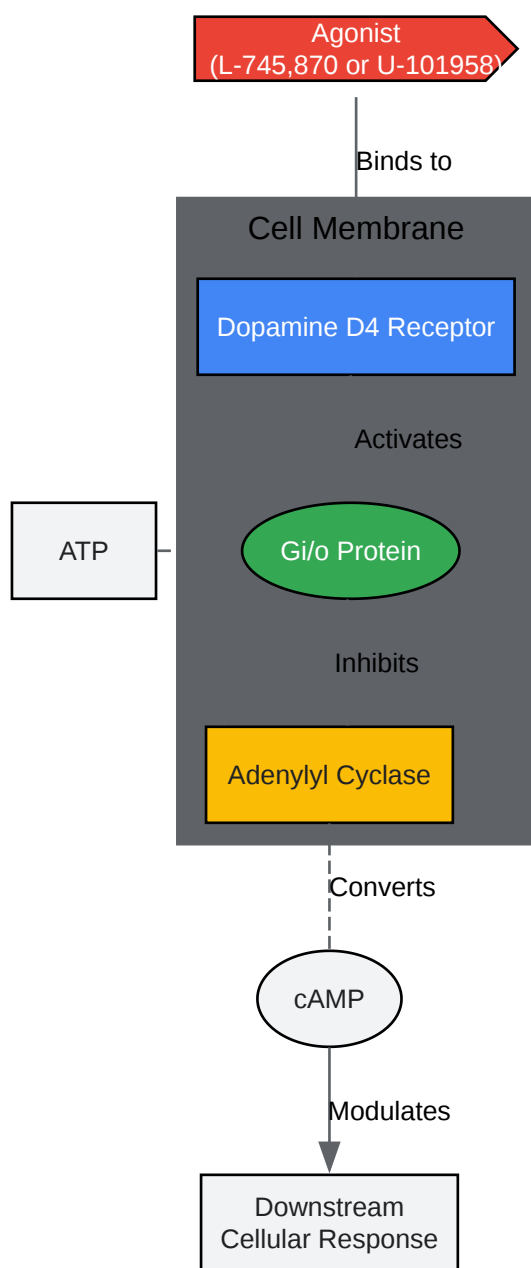 Agonist
(L-745,870 or U-101958)
Binds to
Cell Membrane
Dopamine D4 Receptor
Activates
ATP
Gi/o Protein
Inhibits
Adenylyl Cyclase
Converts
cAMP
Modulates
Downstream
Cellular Response